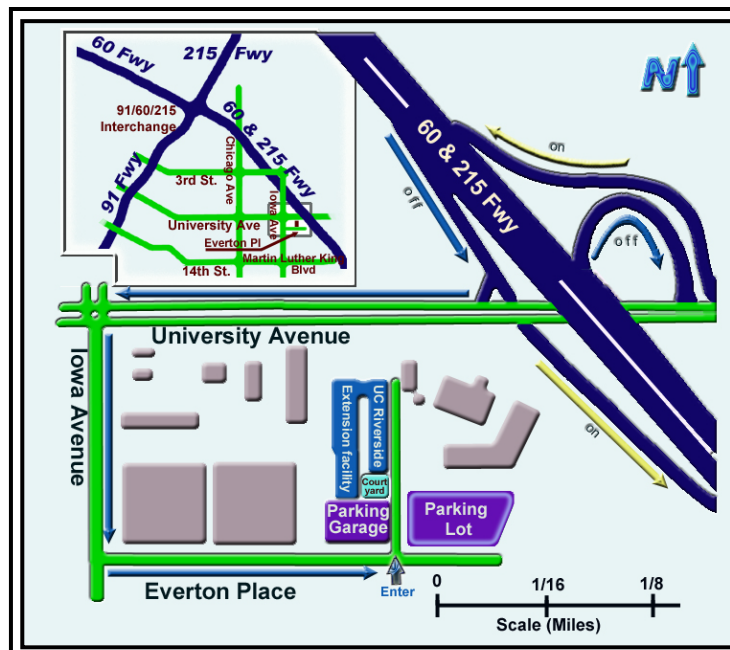 60 Fwy
215 Fwy
91/60/215
Interchange
60 & 215 Fwy
Chicago Ave
91 Fwy
3rd St.
Iowa Ave
University Ave
Everton Pl
Martin Luther King
Blvd
14th St.
N
60 & 215 Fwy
on
off
off
University Avenue
Iowa Avenue
UC Riverside
Extension facility
Court
yard
Parking
Garage
Parking
Lot
on
Everton Place
Enter
0 1/16 1/8
Scale (Miles)